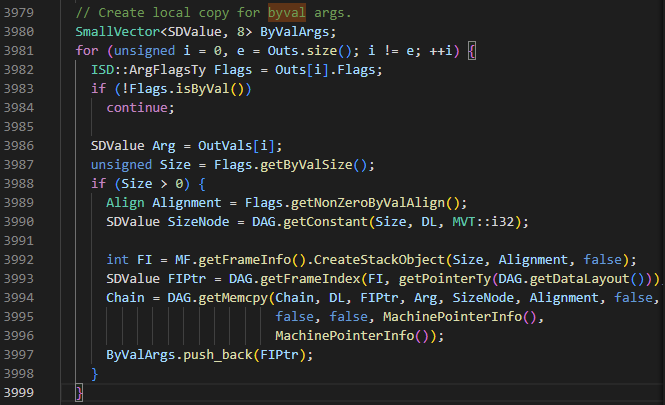 3979 // Create local copy for byval args.
3980 SmallVector<SDValue, 8> ByValArgs;
3981 for (unsigned i = 0, e = Outs.size(); i != e; ++i) {
3982 ISD::ArgFlagsTy Flags = Outs[i].Flags;
3983 if (!Flags.isByVal())
3984 continue;
3985
3986 SDValue Arg = OutVals[i];
3987 unsigned Size = Flags.getByValSize();
3988 if (Size > 0) {
3989 Align Alignment = Flags.getNonZeroByValAlign();
3990 SDValue SizeNode = DAG.getConstant(Size, DL, MVT::i32);
3991
3992 int FI = MF.getFrameInfo().CreateStackObject(Size, Alignment, false);
3993 SDValue FIPtr = DAG.getFrameIndex(FI, getPointerTy(DAG.getDataLayout()))
3994 Chain = DAG.getMemcpy(Chain, DL, FIPtr, Arg, SizeNode, Alignment, false,
3995 false, false, MachinePointerInfo(),
3996 MachinePointerInfo());
3997 ByValArgs.push_back(FIPtr);
3998 }
3999 }